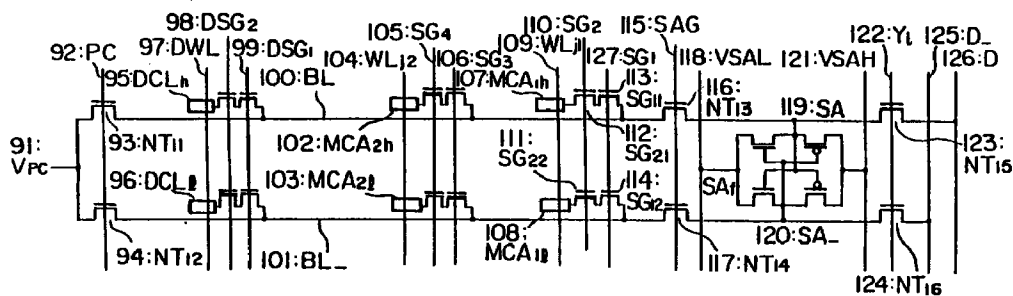 98:DSG2
97:DWL
92:PC
95:DCLh
99:DSG1
100:BL
105:SG4
104:WLj2
106:SG3
110:SG2
109:WLj1
107:MCA1h
115:SAG
127:SG1
113:
SG11
118:VSAL
116:
NT13
121:VSAH
119:SA
122:Yi
125:D_
126:D
91:
VPC
93:NT11
102:MCA2h
111:
SG22
112:
SG21
123:
NT15
96:DCLℓ
103:MCA2ℓ
114:
SG12
SAf
94:NT12
101:BL_
108:
MCA1ℓ
117:NT14
120:SA_
124:NT16